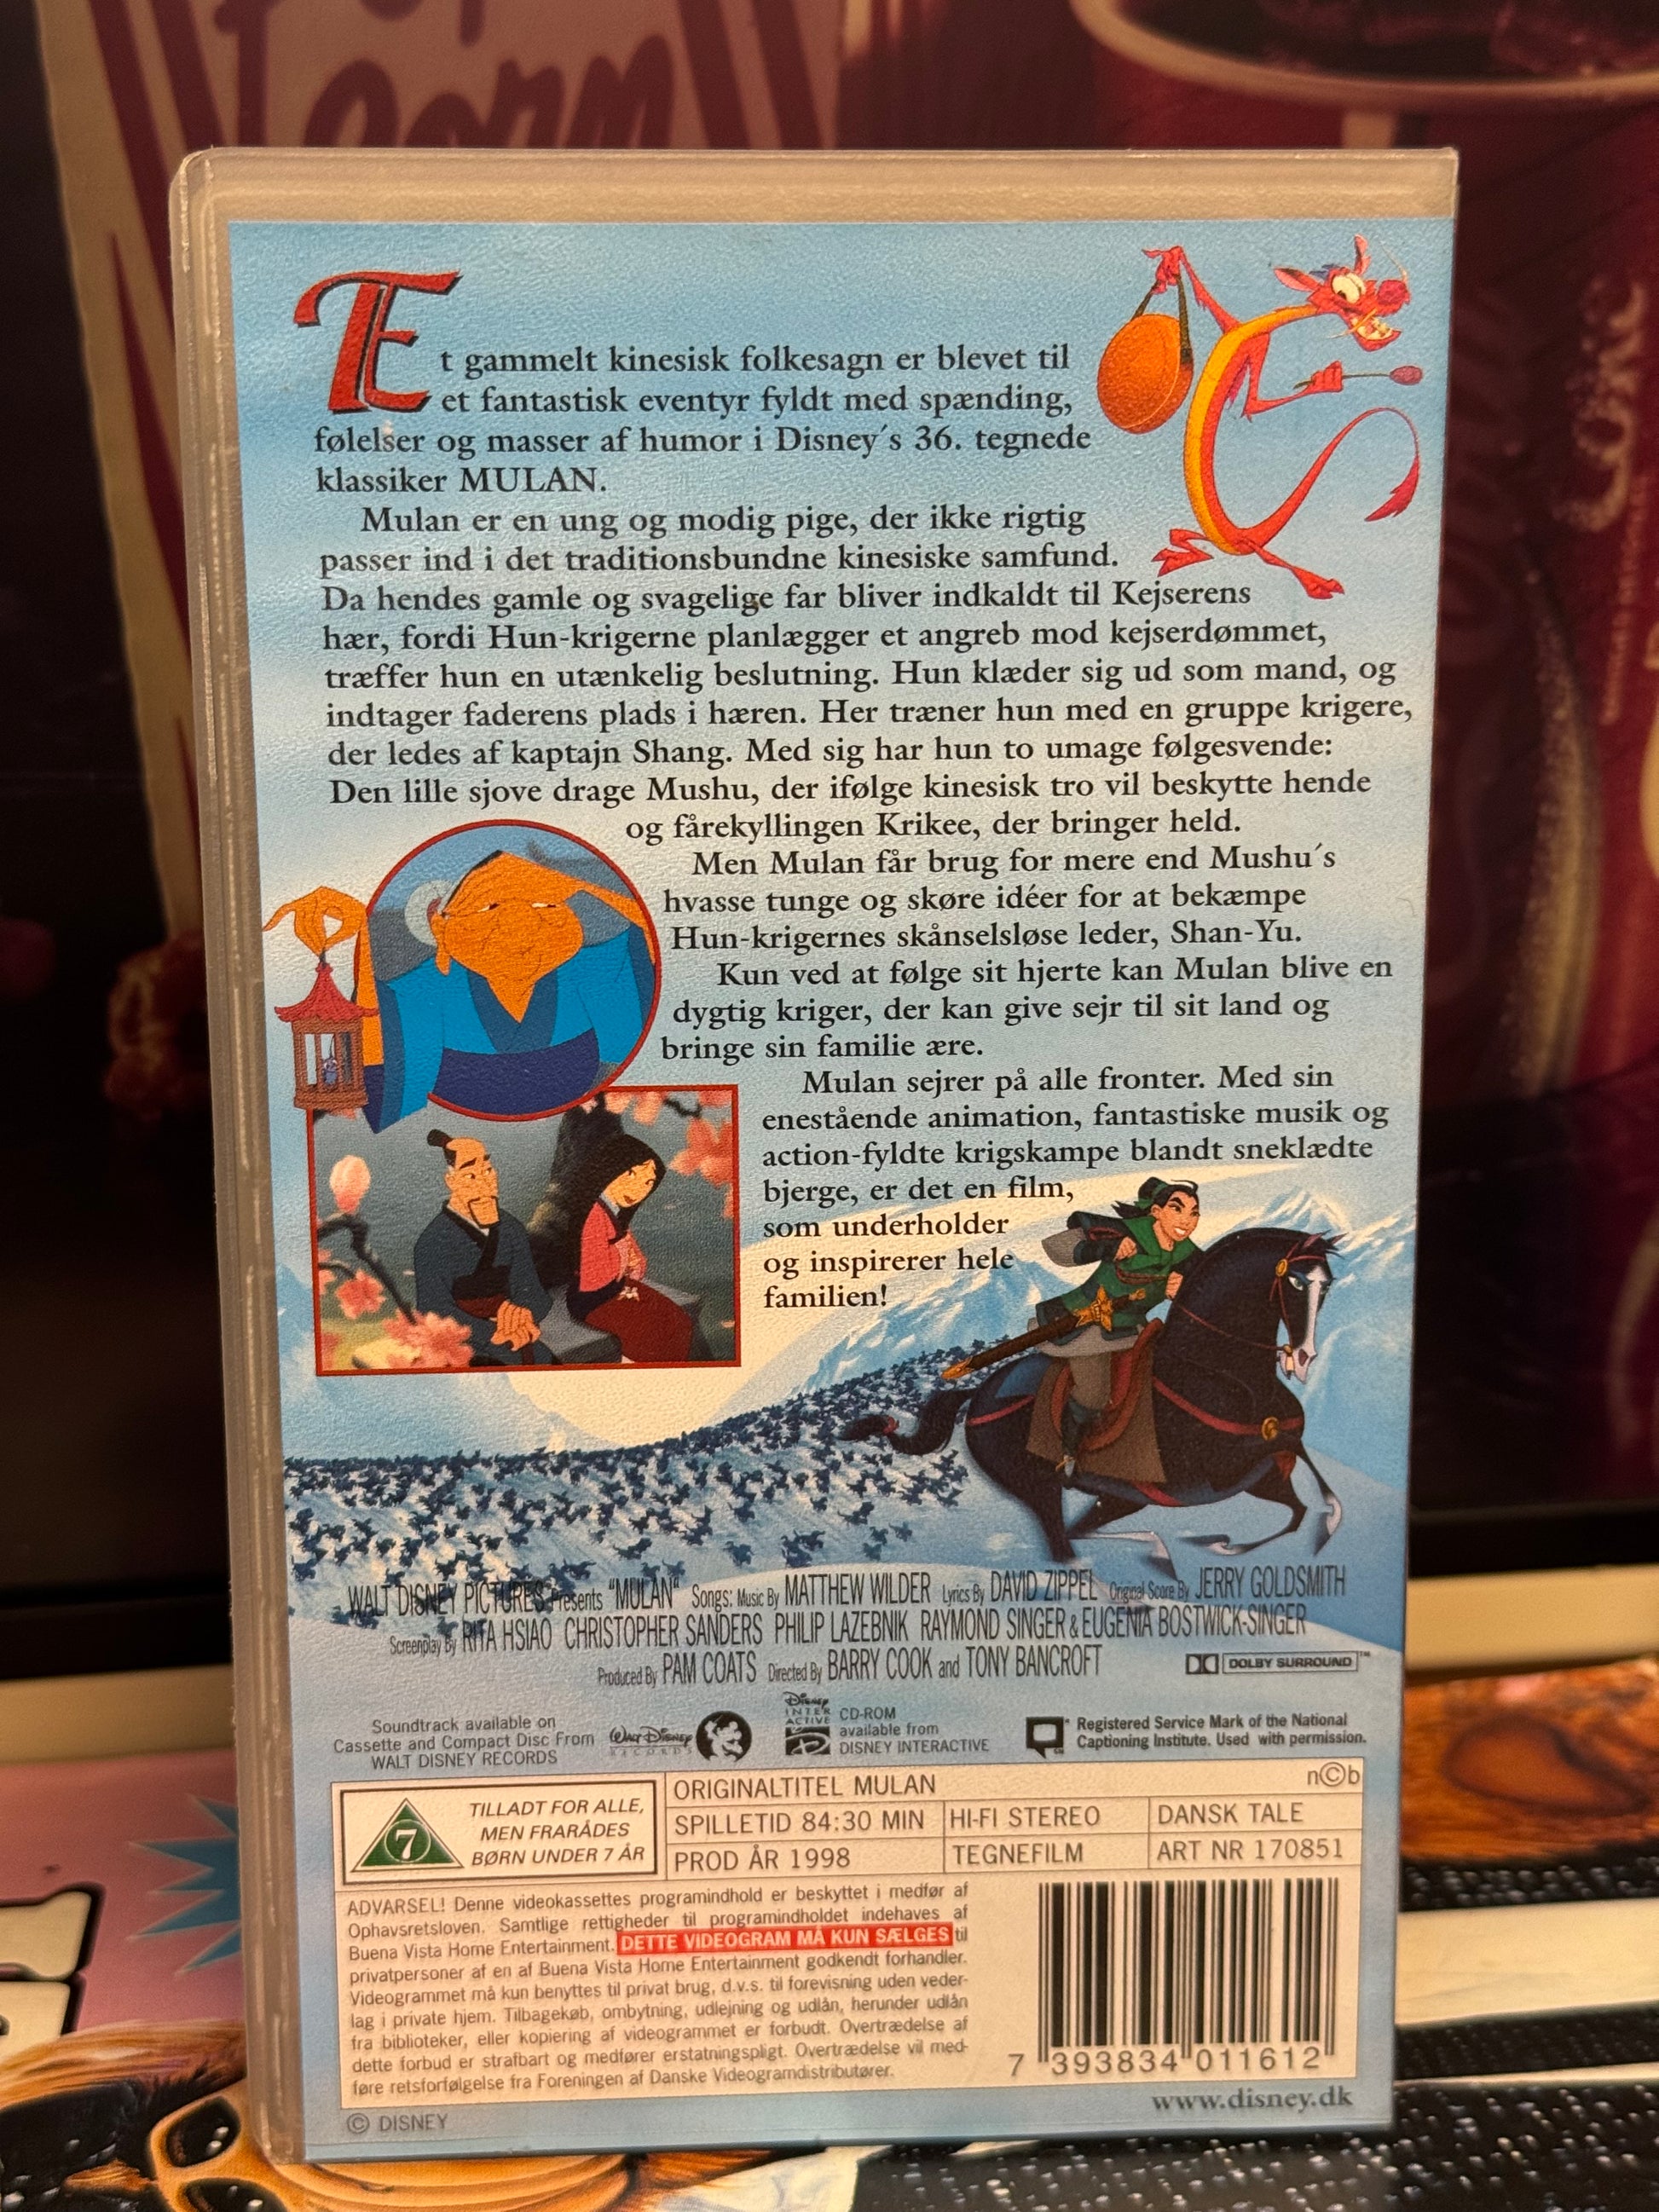 Et gammelt kinesisk folkesagn er blevet til
et fantastisk eventyr fyldt med spænding,
følelser og masser af humor i Disney´s 36. tegnede
klassiker MULAN.
Mulan er en ung og modig pige, der ikke rigtig
passer ind i det traditionsbundne kinesiske samfund.
Da hendes gamle og svagelige far bliver indkaldt til Kejserens
hær, fordi Hun-krigerne planlægger et angreb mod kejserdømmet,
træffer hun en utænkelig beslutning. Hun klæder sig ud som mand, og
indtager faderens plads i hæren. Her træner hun med en gruppe krigere,
der ledes af kaptajn Shang. Med sig har hun to umage følgesvende:
Den lille sjove drage Mushu, der ifølge kinesisk tro vil beskytte hende
og fårekyllingen Krikee, der bringer held.
Men Mulan får brug for mere end Mushu´s
hvasse tunge og skøre idéer for at bekæmpe
Hun-krigernes skånselsløse leder, Shan-Yu.
Kun ved at følge sit hjerte kan Mulan blive en
dygtig kriger, der kan give sejr til sit land og
bringe sin familie ære.
Mulan sejrer på alle fronter. Med sin
enestående animation, fantastiske musik og
action-fyldte krigskampe blandt sneklædte
bjerge, er det en film,
som underholder
og inspirerer hele
familien!
WALT DISNEY PICTURES Presents "MULAN" Songs: Music By MATTHEW WILDER Lyrics By DAVID ZIPPEL Original Score By JERRY GOLDSMITH
Screenplay By RITA HSIAO CHRISTOPHER SANDERS PHILIP LAZEBNIK RAYMOND SINGER & EUGENIA BOSTWICK-SINGER
Produced By PAM COATS Directed By BARRY COOK and TONY BANCROFT
DOLBY SURROUND™
Soundtrack available on
Cassette and Compact Disc From
WALT DISNEY RECORDS
WALT DISNEY
RECORDS
DISNEY
INTER
ACTIVE
CD-ROM
available from
DISNEY INTERACTIVE
Registered Service Mark of the National
Captioning Institute. Used with permission.
7
TILLADT FOR ALLE,
MEN FRARÅDES
BØRN UNDER 7 ÅR
ORIGINALTITEL MULAN
n©b
SPILLETID 84:30 MIN HI-FI STEREO DANSK TALE
PROD ÅR 1998 TEGNEFILM ART NR 170851
ADVARSEL! Denne videokassettes programindhold er beskyttet i medfør af
Ophavsretsloven. Samtlige rettigheder til programindholdet indehaves af
Buena Vista Home Entertainment. DETTE VIDEOGRAM MÅ KUN SÆLGES til
privatpersoner af en af Buena Vista Home Entertainment godkendt forhandler.
Videogrammet må kun benyttes til privat brug, d.v.s. til forevisning uden veder-
lag i private hjem. Tilbagekøb, ombytning, udlejning og udlån, herunder udlån
fra biblioteker, eller kopiering af videogrammet er forbudt. Overtrædelse af
dette forbud er strafbart og medfører erstatningspligt. Overtrædelse vil med-
føre retsforfølgelse fra Foreningen af Danske Videogramdistributører.
7 393834 011612
www.disney.dk
© DISNEY